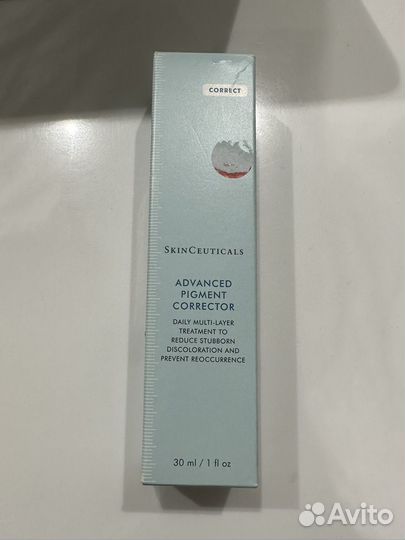 CORRECT
SKINCEUTICALS
ADVANCED
PIGMENT
CORRECTOR
DAILY MULTI-LAYER
TREATMENT TO
REDUCE STUBBORN
DISCOLORATION AND
PREVENT REOCCURRENCE
30 ml / 1 fl oz
Avito